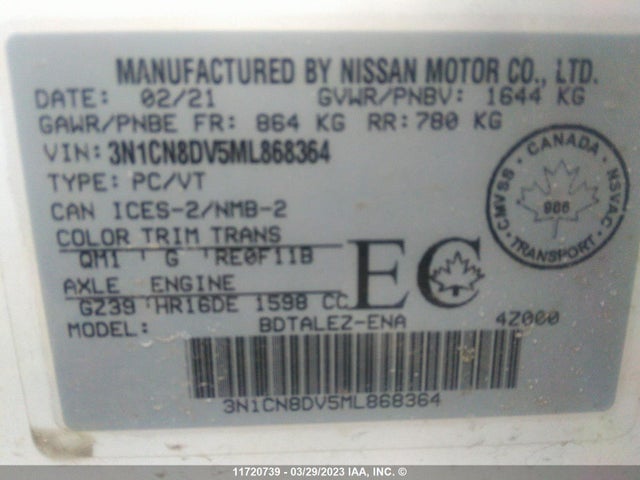 MANUFACTURED BY NISSAN MOTOR CO., LTD.
DATE: 02/21 GVWR/PNBV: 1644 KG
GAWR/PNBE FR: 864 KG RR: 780 KG
VIN: 3N1CN8DV5ML868364
TYPE: PC/VT
CAN ICES-2/NMB-2
COLOR TRIM TRANS
QM1 G RE0F11B
AXLE ENGINE
GZ39 HR16DE 1598 CC
MODEL: BDTALEZ-ENA 4Z000
EC
CANADA
CMVSS NSVAC
986
TRANSPORT
3N1CN8DV5ML868364
11720739 - 03/29/2023 IAA, INC. ©